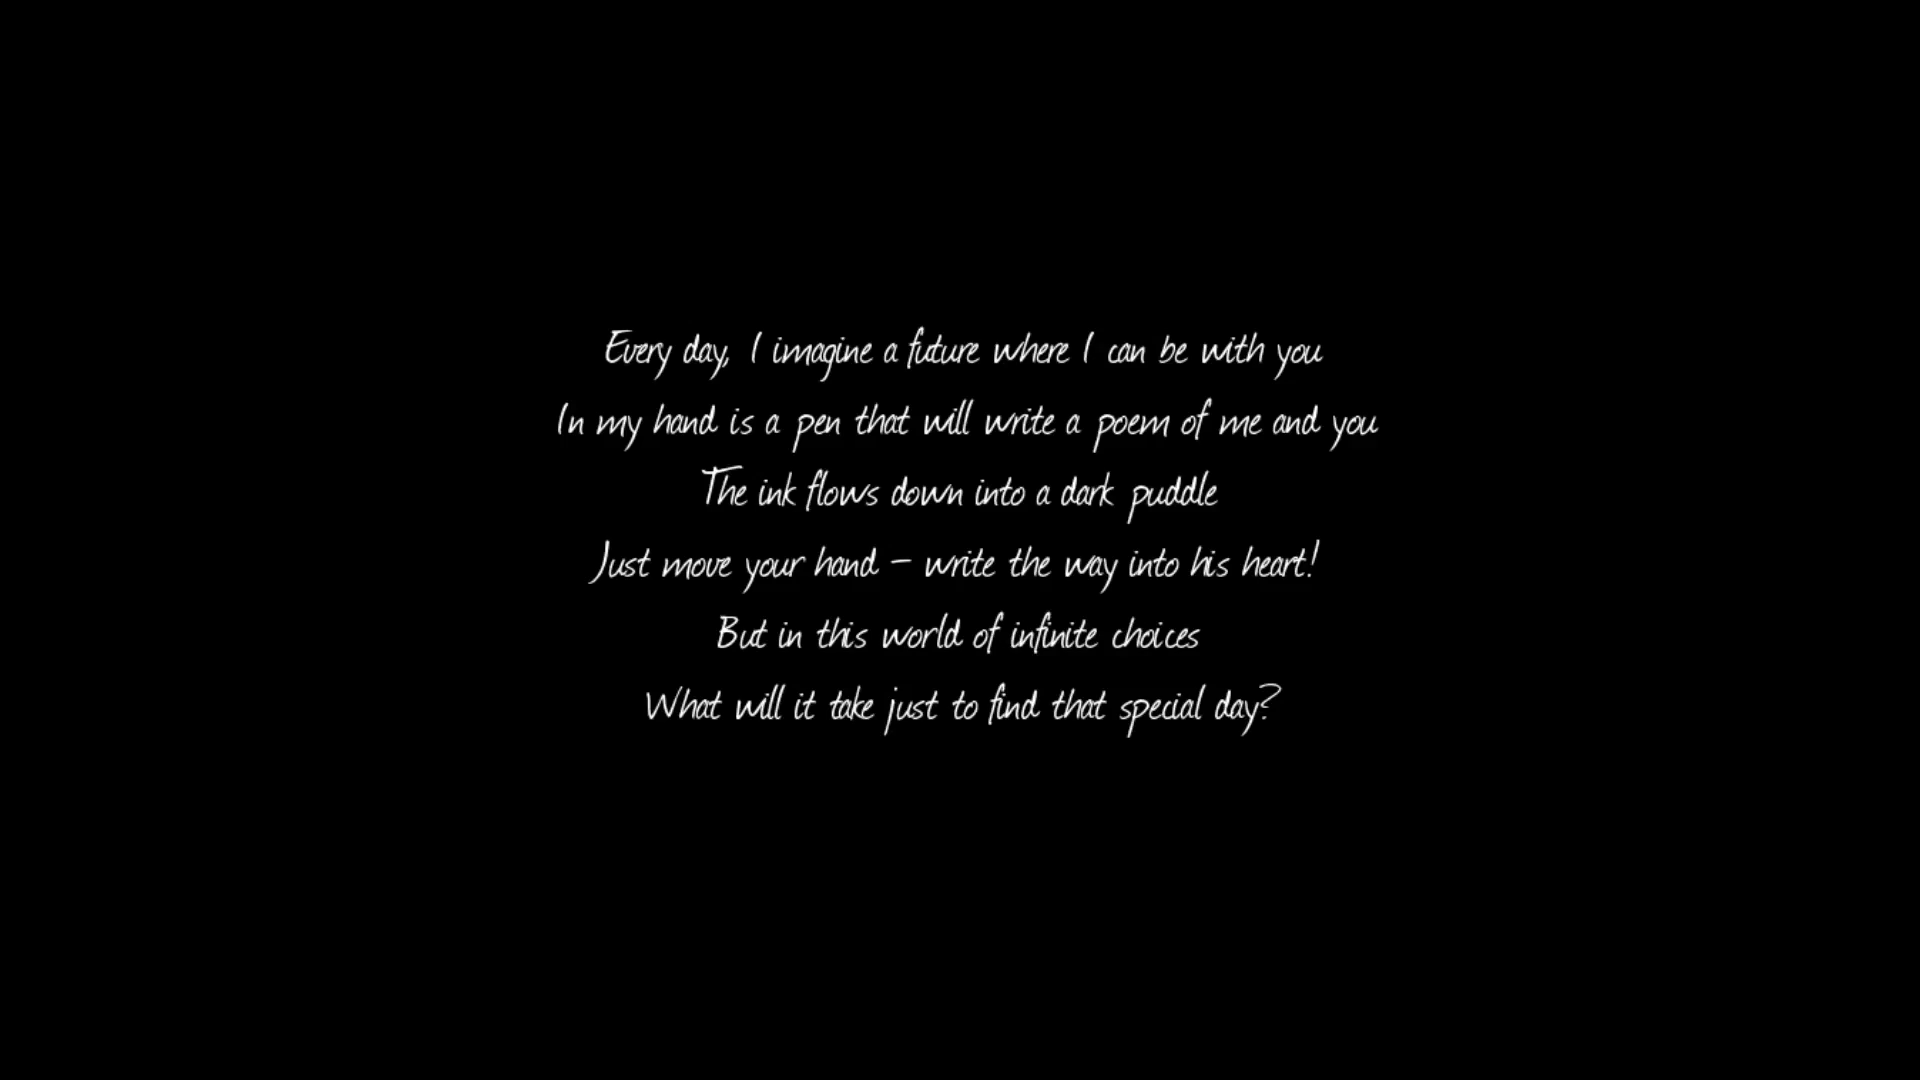 Every day, I imagine a future where I can be with you
In my hand is a pen that will write a poem of me and you
The ink flows down into a dark puddle
Just move your hand – write the way into his heart!
But in this world of infinite choices
What will it take just to find that special day?